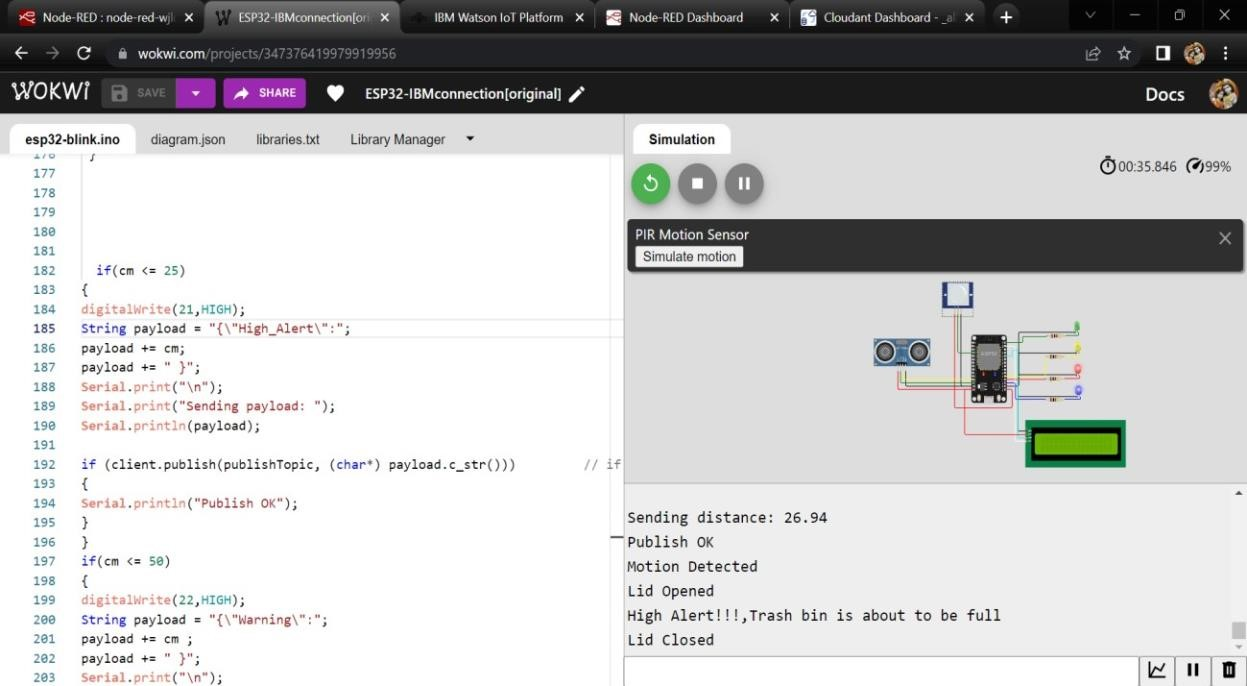 Node-RED : node-red-wjl
ESP32-IBMconnection[ori
IBM Watson IoT Platform
Node-RED Dashboard
Cloudant Dashboard - _al
wokwi.com/projects/347376419979919956
WOKWI
SAVE
SHARE
ESP32-IBMconnection[original]
Docs
esp32-blink.ino
diagram.json
libraries.txt
Library Manager
Simulation
00:35.846
99%
PIR Motion Sensor
Simulate motion
176 }
177
178
179
180
181
182 if(cm <= 25)
183 {
184 digitalWrite(21,HIGH);
185 String payload = "{\"High_Alert\":";
186 payload += cm;
187 payload += " }";
188 Serial.print("\n");
189 Serial.print("Sending payload: ");
190 Serial.println(payload);
191
192 if (client.publish(publishTopic, (char*) payload.c_str())) // if
193 {
194 Serial.println("Publish OK");
195 }
196 }
197 if(cm <= 50)
198 {
199 digitalWrite(22,HIGH);
200 String payload = "{\"Warning\":";
201 payload += cm ;
202 payload += " }";
203 Serial.print("\n");
Sending distance: 26.94
Publish OK
Motion Detected
Lid Opened
High Alert!!!,Trash bin is about to be full
Lid Closed